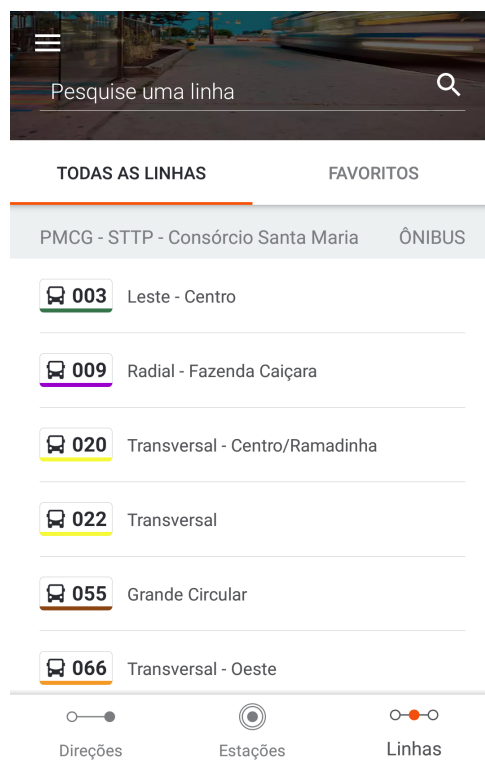 Pesquise uma linha
TODAS AS LINHAS FAVORITOS
PMCG - STTP - Consórcio Santa Maria ÔNIBUS
003 Leste - Centro
009 Radial - Fazenda Caiçara
020 Transversal - Centro/Ramadinha
022 Transversal
055 Grande Circular
066 Transversal - Oeste
Direções Estações Linhas